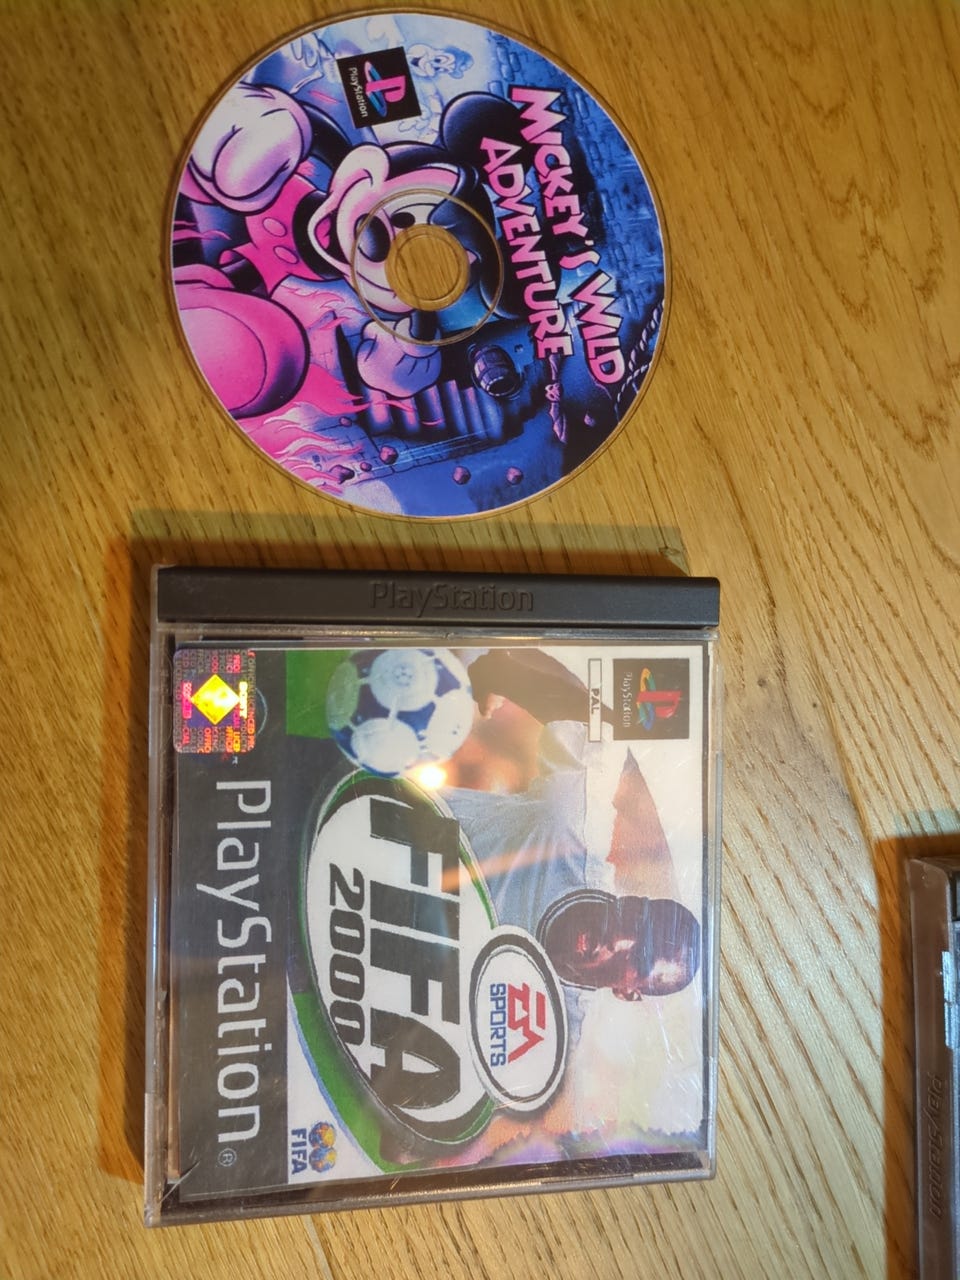 PlayStation
MICKEY'S WILD
ADVENTURE
PlayStation
PlayStation
PAL
FIFA
2000
EA
SPORTS
PlayStation®
FIFA
PlayStation